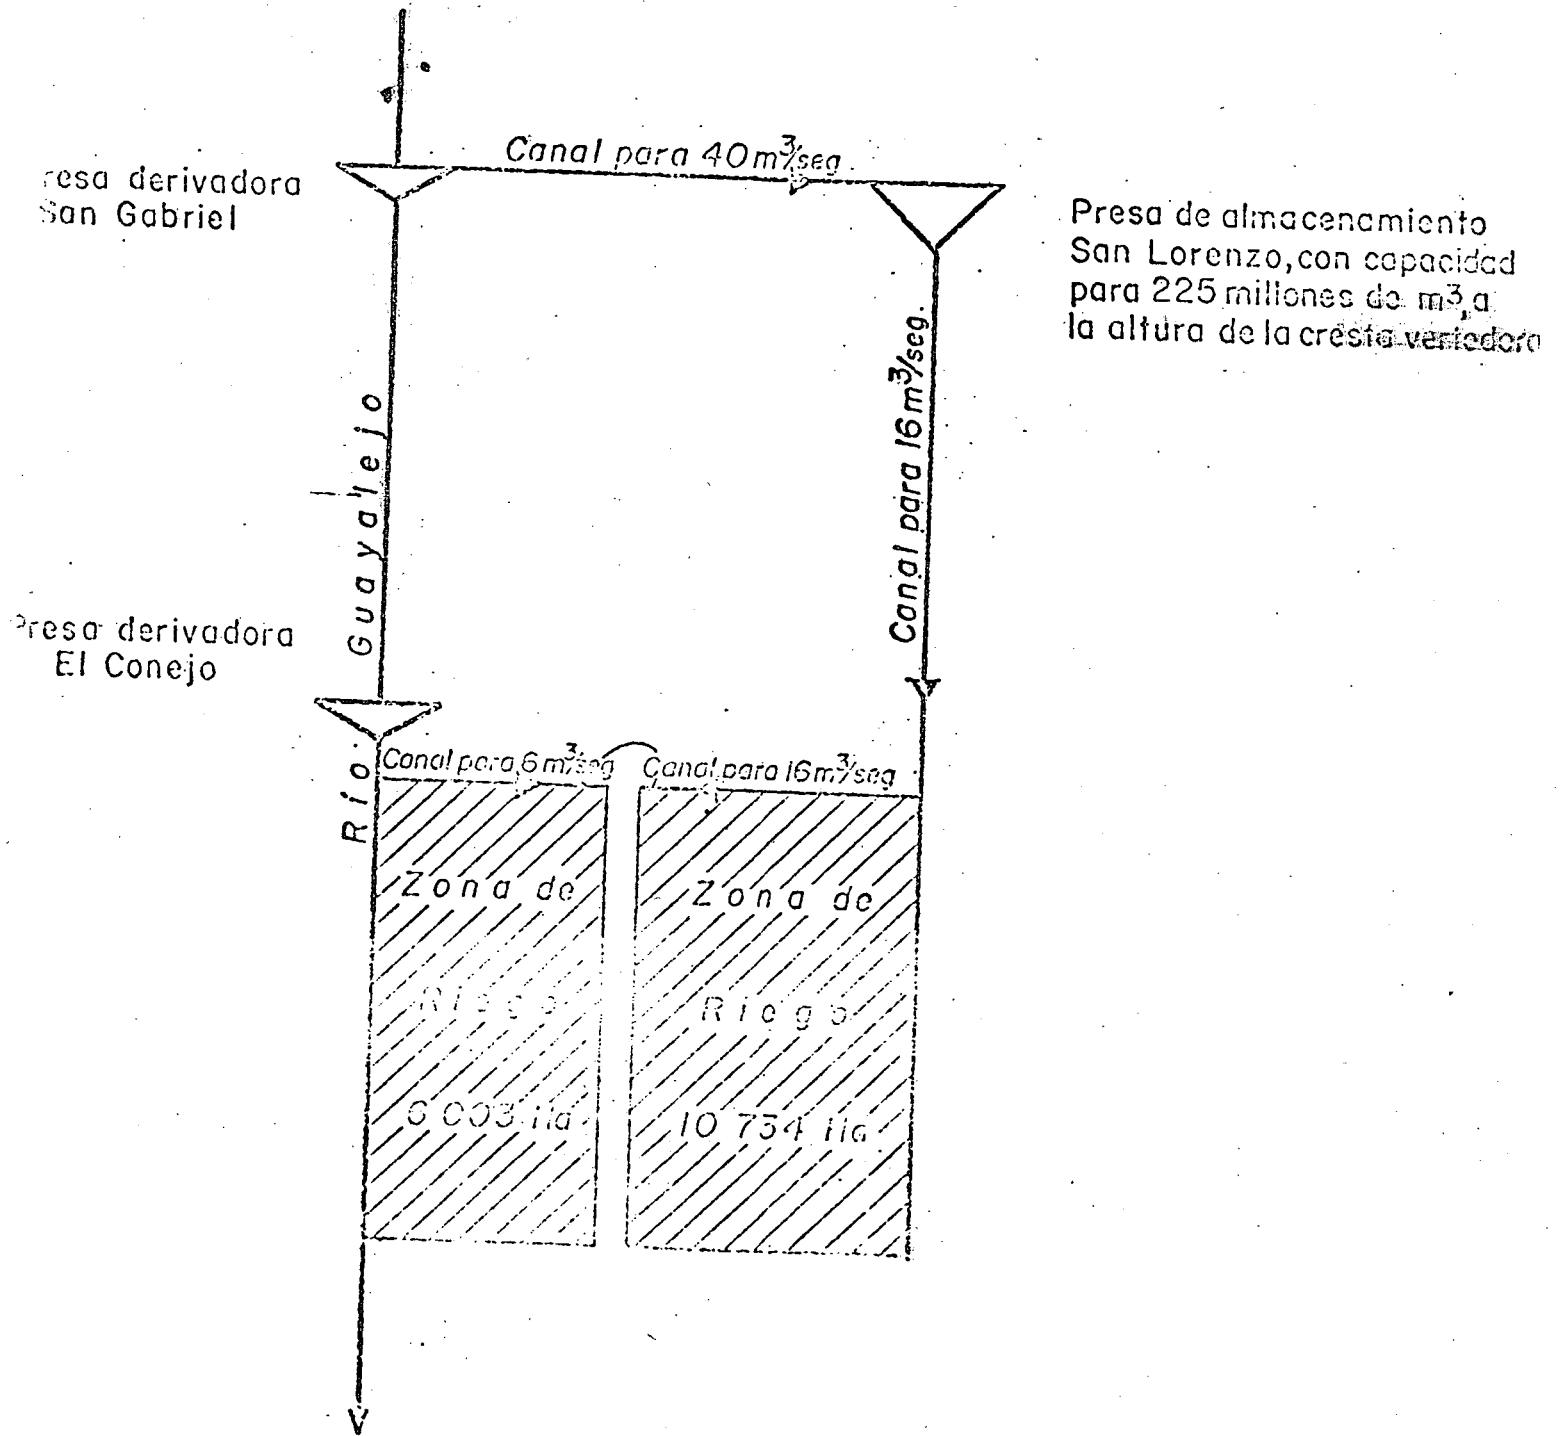 Canal para 40 m³/seg.
resa derivadora
San Gabriel
Presa de almacenamiento
San Lorenzo, con capacidad
para 225 millones de m³, a
la altura de la cresta vertedora
Canal para 16 m³/seg.
Río Guayalejo
Presa derivadora
El Conejo
Canal para 6 m³/seg
Canal para 16 m³/seg
Zona de
Riego
003 Ha
Zona de
Riego
10 734 Ha